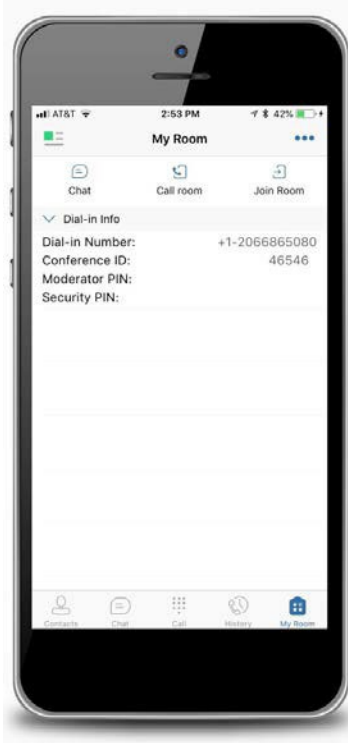 AT&T 2:53 PM 42%
My Room
Chat Call room Join Room
Dial-in Info
Dial-in Number: +1-2066865080
Conference ID: 46546
Moderator PIN:
Security PIN:
Contacts Chat Call History My Room